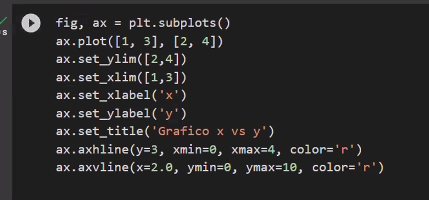 fig, ax = plt.subplots()
ax.plot([1, 3], [2, 4])
ax.set_ylim([2,4])
ax.set_xlim([1,3])
ax.set_xlabel('x')
ax.set_ylabel('y')
ax.set_title('Grafico x vs y')
ax.axhline(y=3, xmin=0, xmax=4, color='r')
ax.axvline(x=2.0, ymin=0, ymax=10, color='r')